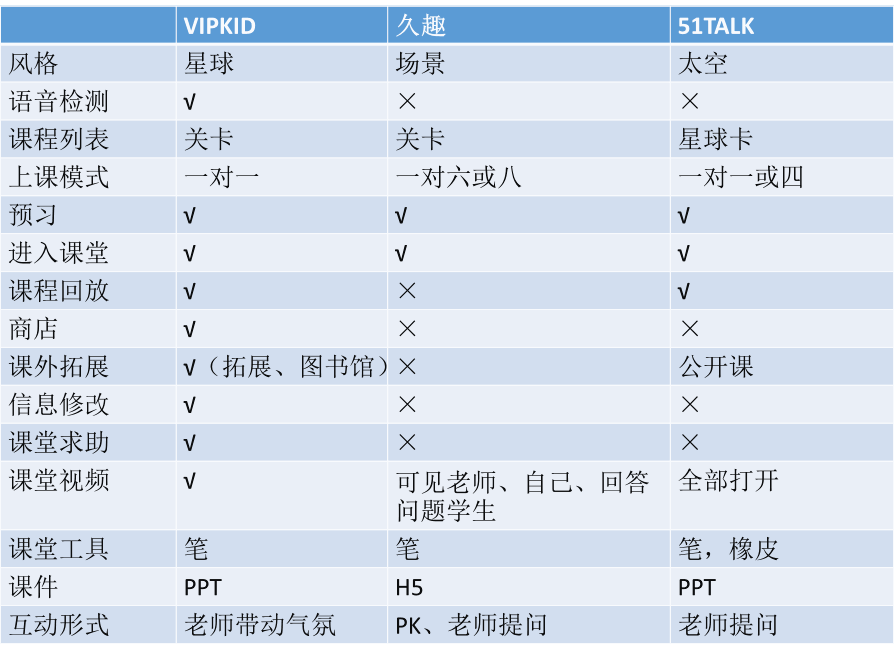 VIPKID 久趣 51TALK
风格 星球 场景 太空
语音检测 √ × ×
课程列表 关卡 关卡 星球卡
上课模式 一对一 一对六或八 一对一或四
预习 √ √ √
进入课堂 √ √ √
课程回放 √ × √
商店 √ × ×
课外拓展 √（拓展、图书馆） × 公开课
信息修改 √ × ×
课堂求助 √ × ×
课堂视频 √ 可见老师、自己、回答 全部打开
问题学生
课堂工具 笔 笔 笔，橡皮
课件 PPT H5 PPT
互动形式 老师带动气氛 PK、老师提问 老师提问